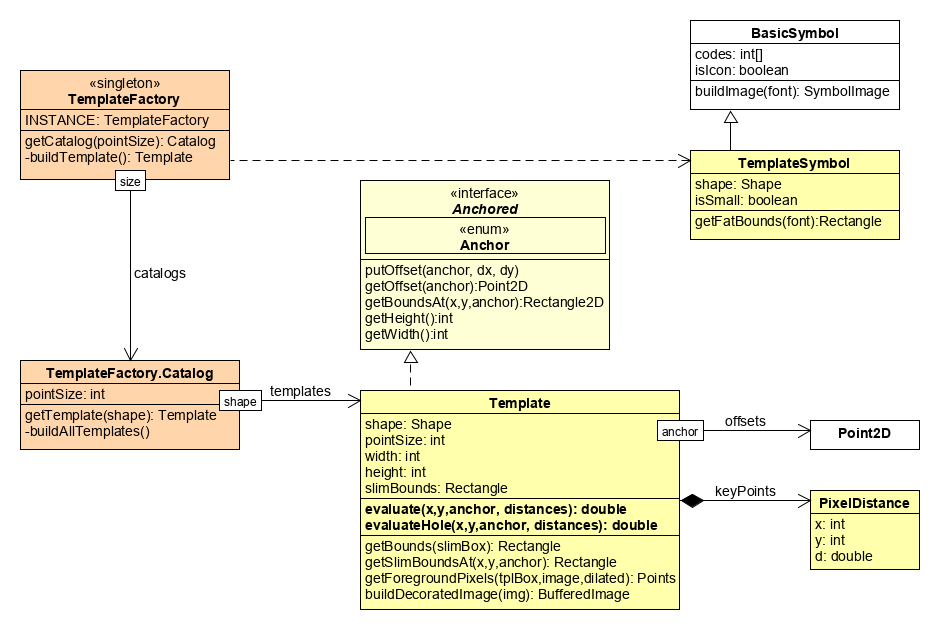 BasicSymbol
codes: int[]
isIcon: boolean
buildImage(font): SymbolImage
«singleton»
TemplateFactory
INSTANCE: TemplateFactory
getCatalog(pointSize): Catalog
-buildTemplate(): Template
size
TemplateSymbol
shape: Shape
isSmall: boolean
getFatBounds(font):Rectangle
«interface»
Anchored
«enum»
Anchor
putOffset(anchor, dx, dy)
getOffset(anchor):Point2D
getBoundsAt(x,y,anchor):Rectangle2D
getHeight():int
getWidth():int
catalogs
TemplateFactory.Catalog
pointSize: int
getTemplate(shape): Template
-buildAllTemplates()
shape
templates
Template
shape: Shape
pointSize: int
width: int
height: int
slimBounds: Rectangle
evaluate(x,y,anchor, distances): double
evaluateHole(x,y,anchor, distances): double
getBounds(slimBox): Rectangle
getSlimBoundsAt(x,y,anchor): Rectangle
getForegroundPixels(tplBox,image,dilated): Points
buildDecoratedImage(img): BufferedImage
anchor
offsets
Point2D
keyPoints
PixelDistance
x: int
y: int
d: double